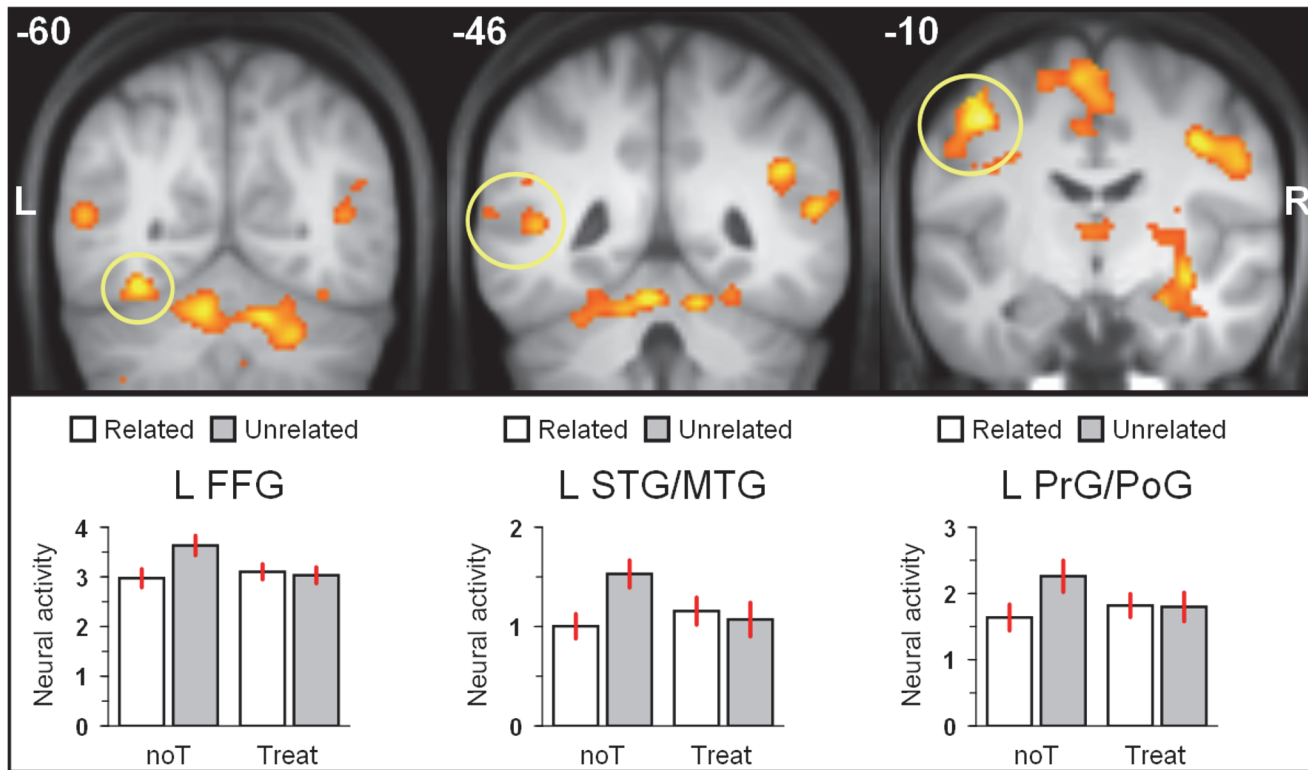 -60 -46 -10
L R
Related Unrelated Related Unrelated Related Unrelated
L FFG L STG/MTG L PrG/PoG
Neural activity
4
3
2
1
0
noT Treat
Neural activity
2
1
0
noT Treat
Neural activity
3
2
1
0
noT Treat